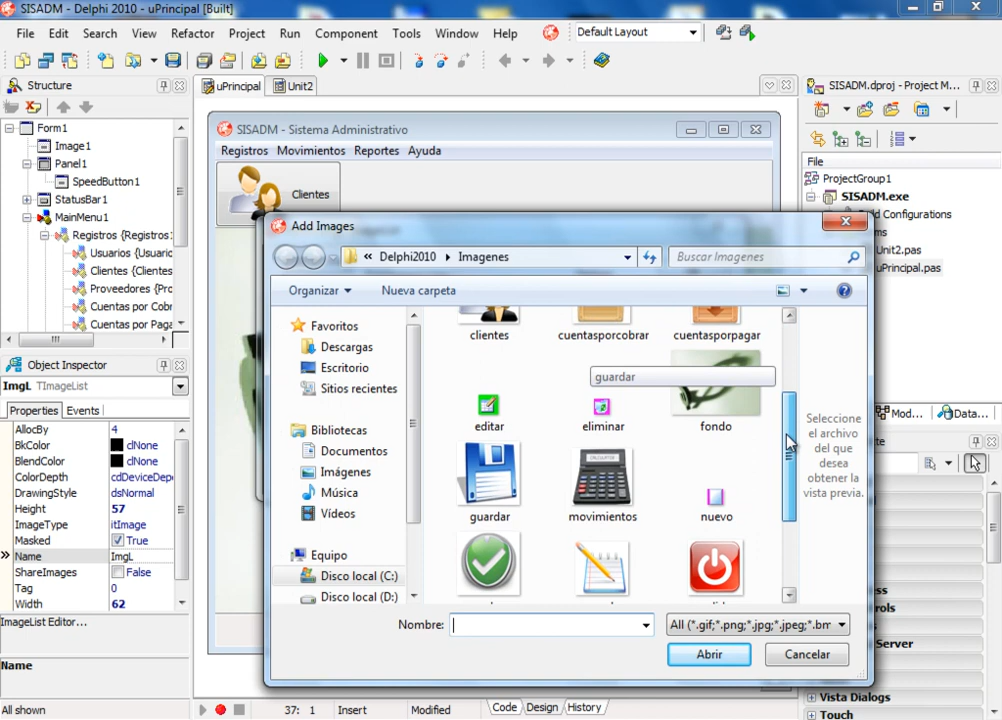 SISADM - Delphi 2010 - uPrincipal [Built]
File Edit Search View Refactor Project Run Component Tools Window Help
Default Layout
Structure
Form1
Image1
Panel1
SpeedButton1
StatusBar1
MainMenu1
Registros {Registros
Usuarios {Usuari
Clientes {Clientes
Proveedores {Pro
Cuentas por Cob
Cuentas por Paga
Object Inspector
ImgL TImageList
Properties Events
AllocBy 4
BkColor clNone
BlendColor clNone
ColorDepth cdDeviceDep
DrawingStyle dsNormal
Height 57
ImageType itImage
Masked True
Name ImgL
ShareImages False
Tag 0
Width 62
ImageList Editor...
Name
All shown
uPrincipal Unit2
SISADM - Sistema Administrativo
Registros Movimientos Reportes Ayuda
Clientes
Add Images
« Delphi2010 Imagenes
Buscar Imagenes
Organizar Nueva carpeta
Favoritos
Descargas
Escritorio
Sitios recientes
Bibliotecas
Documentos
Imágenes
Música
Vídeos
Equipo
Disco local (C:)
Disco local (D:)
clientes cuentasporcobrar cuentasporpagar
guardar
editar eliminar fondo
CALCULATOR
guardar movimientos nuevo
Seleccione
el archivo
del que
desea
obtener la
vista previa.
Nombre:
All (*.gif;*.png;*.jpg;*.jpeg;*.bm
Abrir Cancelar
37: 1 Insert Modified Code Design History
SISADM.dproj - Project M...
File
ProjectGroup1
SISADM.exe
ld Configurations
ms
Unit2.pas
uPrincipal.pas
Mod... Data...
te
ss
rols
Server
Vista Dialogs
Touch